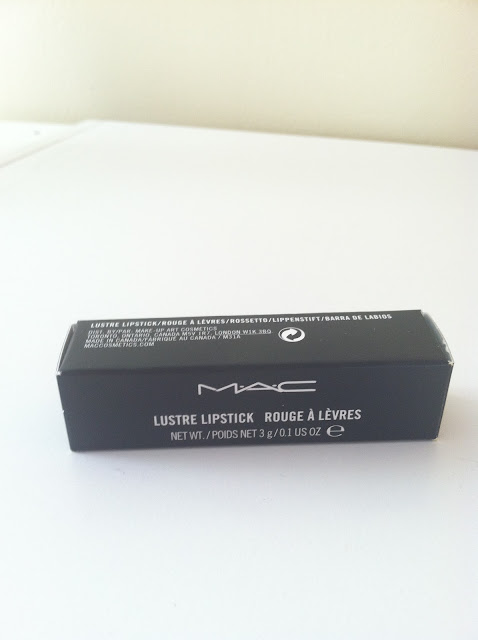 LUSTRE LIPSTICK/ROUGE À LÈVRES/ROSSETTO/LIPPENSTIFT/BARRA DE LABIOS
DIST. BY/PAR: MAKE-UP ART COSMETICS
TORONTO, ONTARIO, CANADA M5V 1R7, LONDON W1K 3BQ
MADE IN CANADA/FABRIQUÉ AU CANADA / M31A
MACCOSMETICS.COM
M·A·C
LUSTRE LIPSTICK ROUGE À LÈVRES
NET WT. / POIDS NET 3 g / 0.1 US OZ ℮